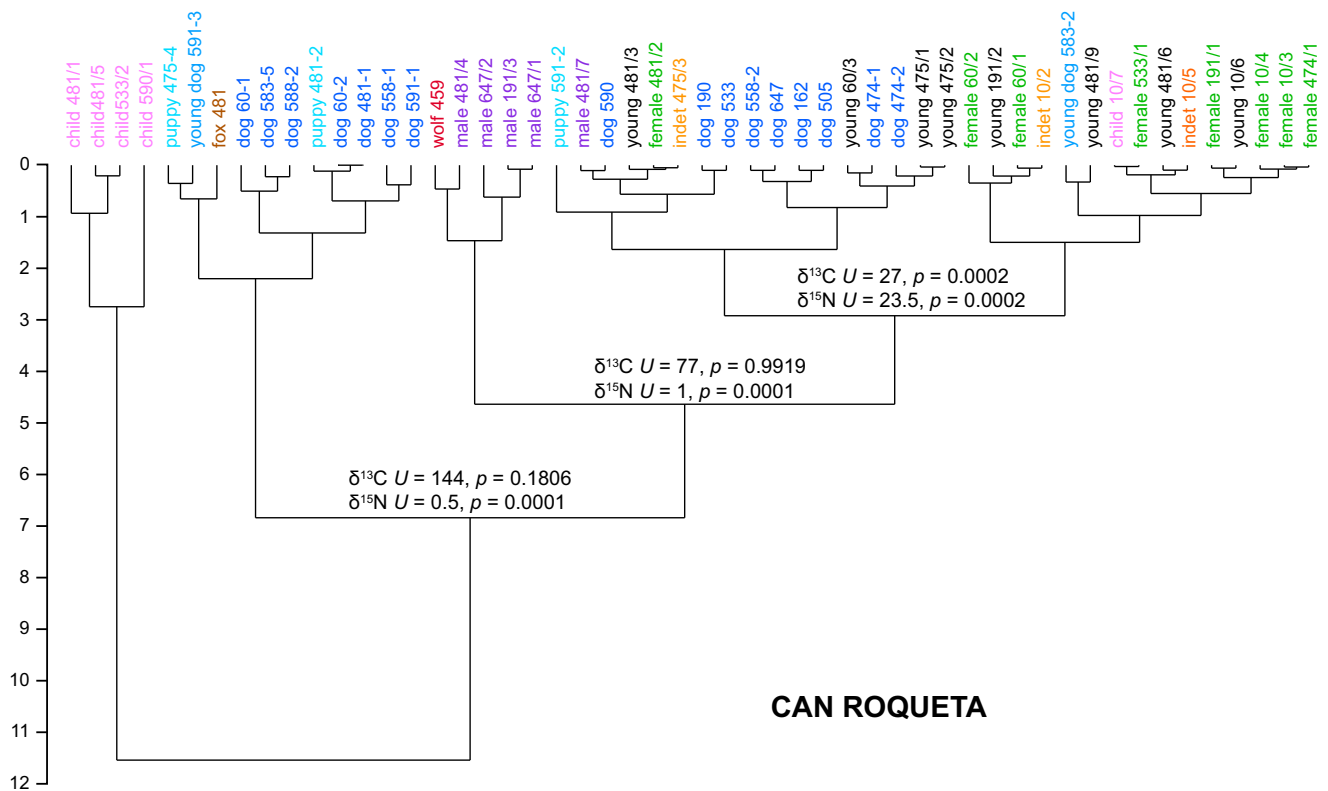 child 481/1
child481/5
child533/2
child 590/1
puppy 475-4
young dog 591-3
fox 481
dog 60-1
dog 583-5
dog 588-2
puppy 481-2
dog 60-2
dog 481-1
dog 558-1
dog 591-1
wolf 459
male 481/4
male 647/2
male 191/3
male 647/1
puppy 591-2
male 481/7
dog 590
young 481/3
female 481/2
indet 475/3
dog 190
dog 533
dog 558-2
dog 647
dog 162
dog 505
young 60/3
dog 474-1
dog 474-2
young 475/1
young 475/2
female 60/2
young 191/2
female 60/1
indet 10/2
young dog 583-2
young 481/9
child 10/7
female 533/1
young 481/6
indet 10/5
female 191/1
young 10/6
female 10/4
female 10/3
female 474/1
0
1
2
3
4
5
6
7
8
9
10
11
12
δ¹³C U = 27, p = 0.0002
δ¹⁵N U = 23.5, p = 0.0002
δ¹³C U = 77, p = 0.9919
δ¹⁵N U = 1, p = 0.0001
δ¹³C U = 144, p = 0.1806
δ¹⁵N U = 0.5, p = 0.0001
CAN ROQUETA